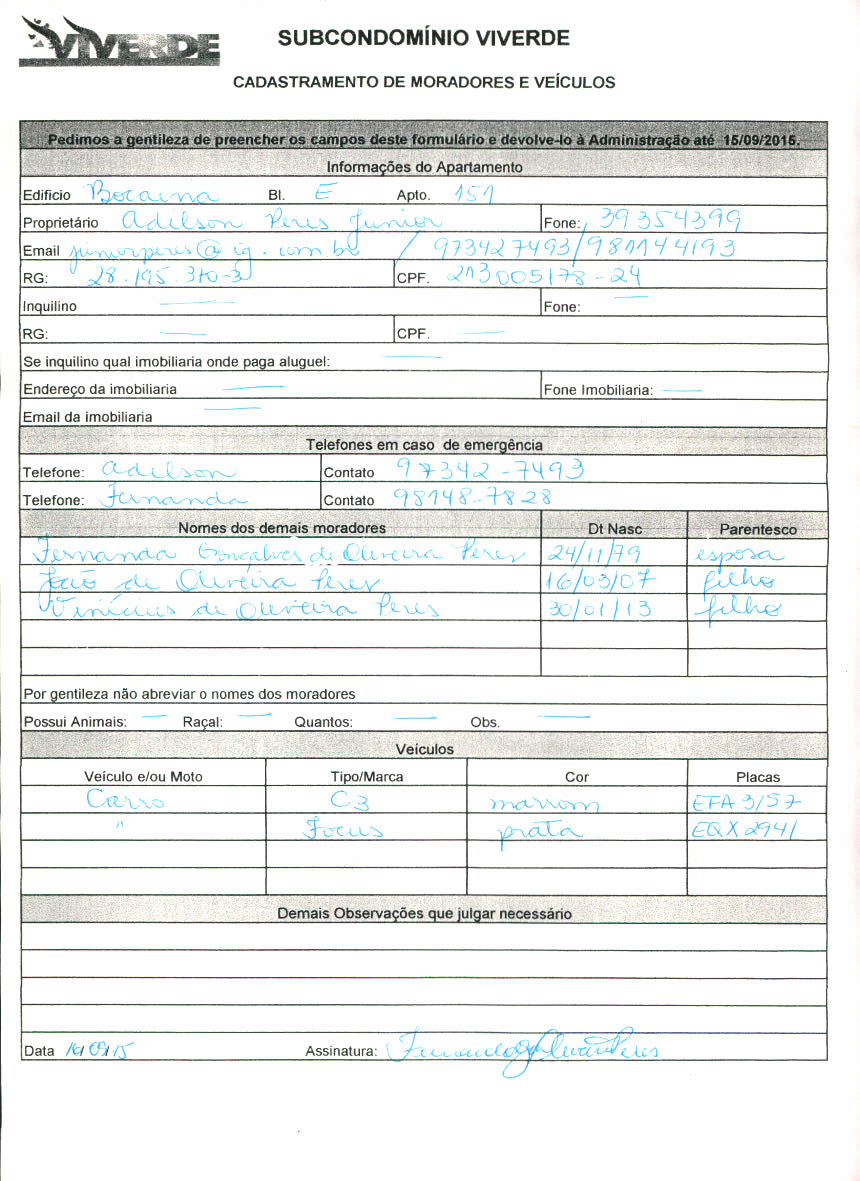 VIVERDE
SUBCONDOMÍNIO VIVERDE
CADASTRAMENTO DE MORADORES E VEÍCULOS
Pedimos a gentileza de preencher os campos deste formulário e devolve-lo à Administração até 15/09/2015.
Informações do Apartamento
Edificio Bocaina Bl. E Apto. 151
Proprietário Adilson Peres Junior Fone: 39354399
Email juniorperes@ig.com.br / 973427493/981144193
RG: 28.195.370-3 CPF. 213005178-24
Inquilino — Fone: —
RG: — CPF. —
Se inquilino qual imobiliaria onde paga aluguel: —
Endereço da imobiliaria — Fone Imobiliaria: —
Email da imobiliaria —
Telefones em caso de emergência
Telefone: Adilson Contato 97342-7493
Telefone: Fernanda Contato 98148-7828
Nomes dos demais moradores Dt Nasc Parentesco
Fernanda Gonçalves de Oliveira Peres 24/11/79 esposa
João de Oliveira Peres 16/03/07 filho
Vinícius de Oliveira Peres 30/01/13 filho
Por gentileza não abreviar o nomes dos moradores
Possui Animais: — Raçal: — Quantos: — Obs. —
Veículos
Veículo e/ou Moto Tipo/Marca Cor Placas
Carro C3 marrom EFA 3157
" Focus prata EQX 2941
Demais Observações que julgar necessário
Data 10/09/15 Assinatura: